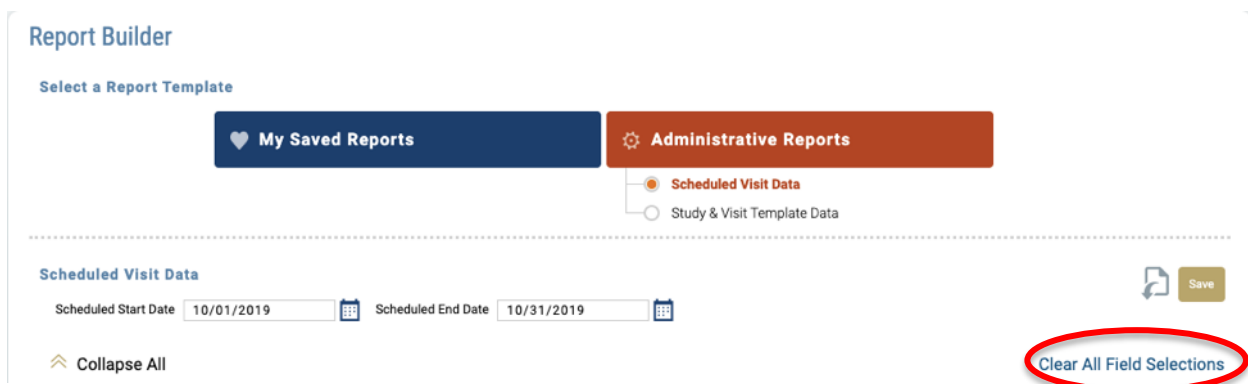 Report Builder
Select a Report Template
My Saved Reports
Administrative Reports
Scheduled Visit Data
Study & Visit Template Data
Scheduled Visit Data
Save
Scheduled Start Date 10/01/2019 Scheduled End Date 10/31/2019
Collapse All
Clear All Field Selections